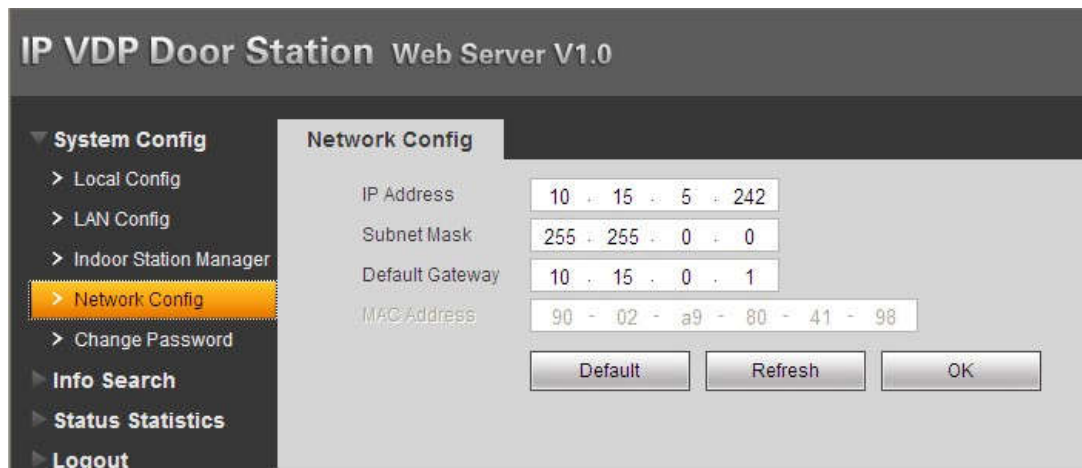 IP VDP Door Station Web Server V1.0
System Config
> Local Config
> LAN Config
> Indoor Station Manager
> Network Config
> Change Password
Info Search
Status Statistics
Logout
Network Config
IP Address 10 . 15 . 5 . 242
Subnet Mask 255 . 255 . 0 . 0
Default Gateway 10 . 15 . 0 . 1
MAC Address 90 - 02 - a9 - 80 - 41 - 98
Default Refresh OK